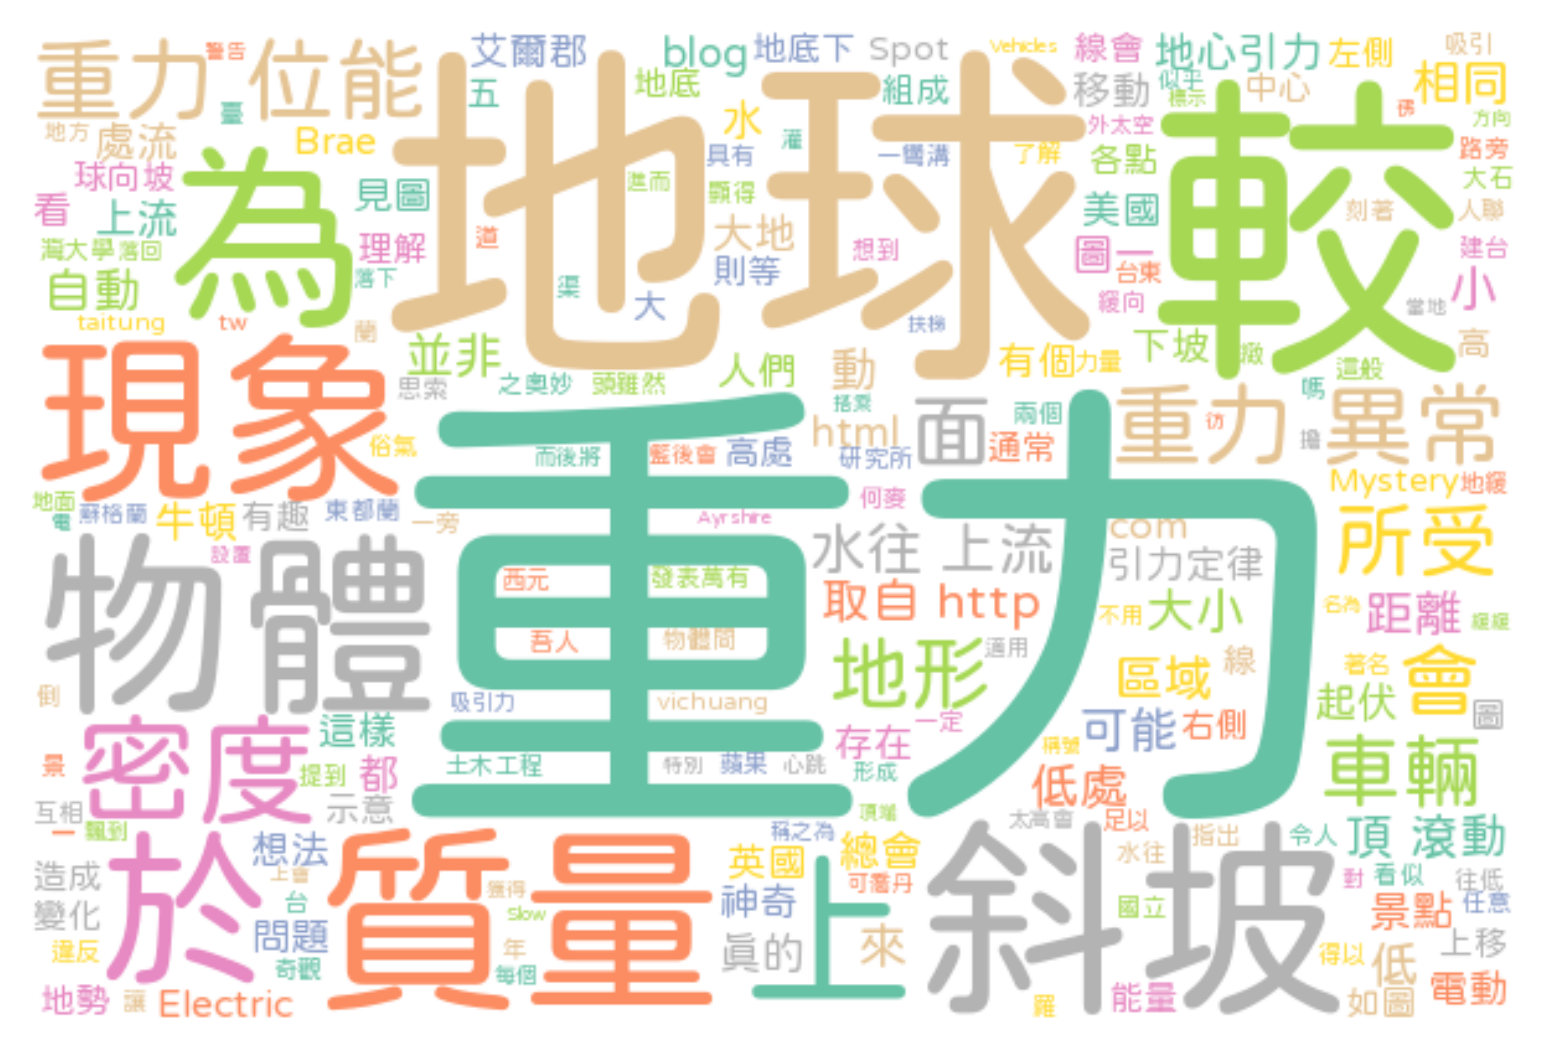 重力位能
警告
艾爾郡
blog
地底下
Spot
Vehicles
線會
地心引力
左側
吸引
五
地底
組成
移動
似乎
標示
中心
相同
臺
水
灌
外太空
佛
方向
地方
處流
Brae
地球
具有
一彎溝
了解
各點
較
路旁
球向坡
為
見圖
進而
顯得
大石
看
上流
理解
道
大地
想到
美國
刻著
人聯
圖一
台東
建台
灣大學
落回
落下
則等
自動
渠
大
緩向
小
當地
taitung
tw
蘭
扶梯
現象
並非
人們
動
有個
力量
下坡
高
思索
之奧妙
頭雖然
搭乘
這般
嗎
俗氣
而後將
籃後會
高處
html
研究所
面
兩個
通常
重力異常
彷
擔
地面
電
蘇格蘭
牛頓
有趣
東都蘭
一旁
重力
Ayrshire
何麥
Mystery
地緩
com
設置
水往上流
引力定律
所受
物體
西元
發表萬有
取自
http
不用
大小
名為
距離
緩緩
吾人
物體間
地形
適用
區域
線
著名
會
倒
吸引力
vichuang
起伏
圖
密度
這樣
存在
一定
可能
右側
稱號
景
提到
都
土木工程
特別
蘋果
心跳
形成
低處
車輛
互相
一
飄到
示意
頂端
太高會
足以
於
想法
上會
質量
稱之為
英國
總會
斜坡
水往
指出
令人
頂
滾動
造成
獲得
可喬丹
對
看似
往低
變化
台
Slow
神奇
上
國立
景點
任意
違反
問題
奇觀
年
每個
真的
來
得以
低
上移
地勢
讓
Electric
羅
能量
如圖
電動